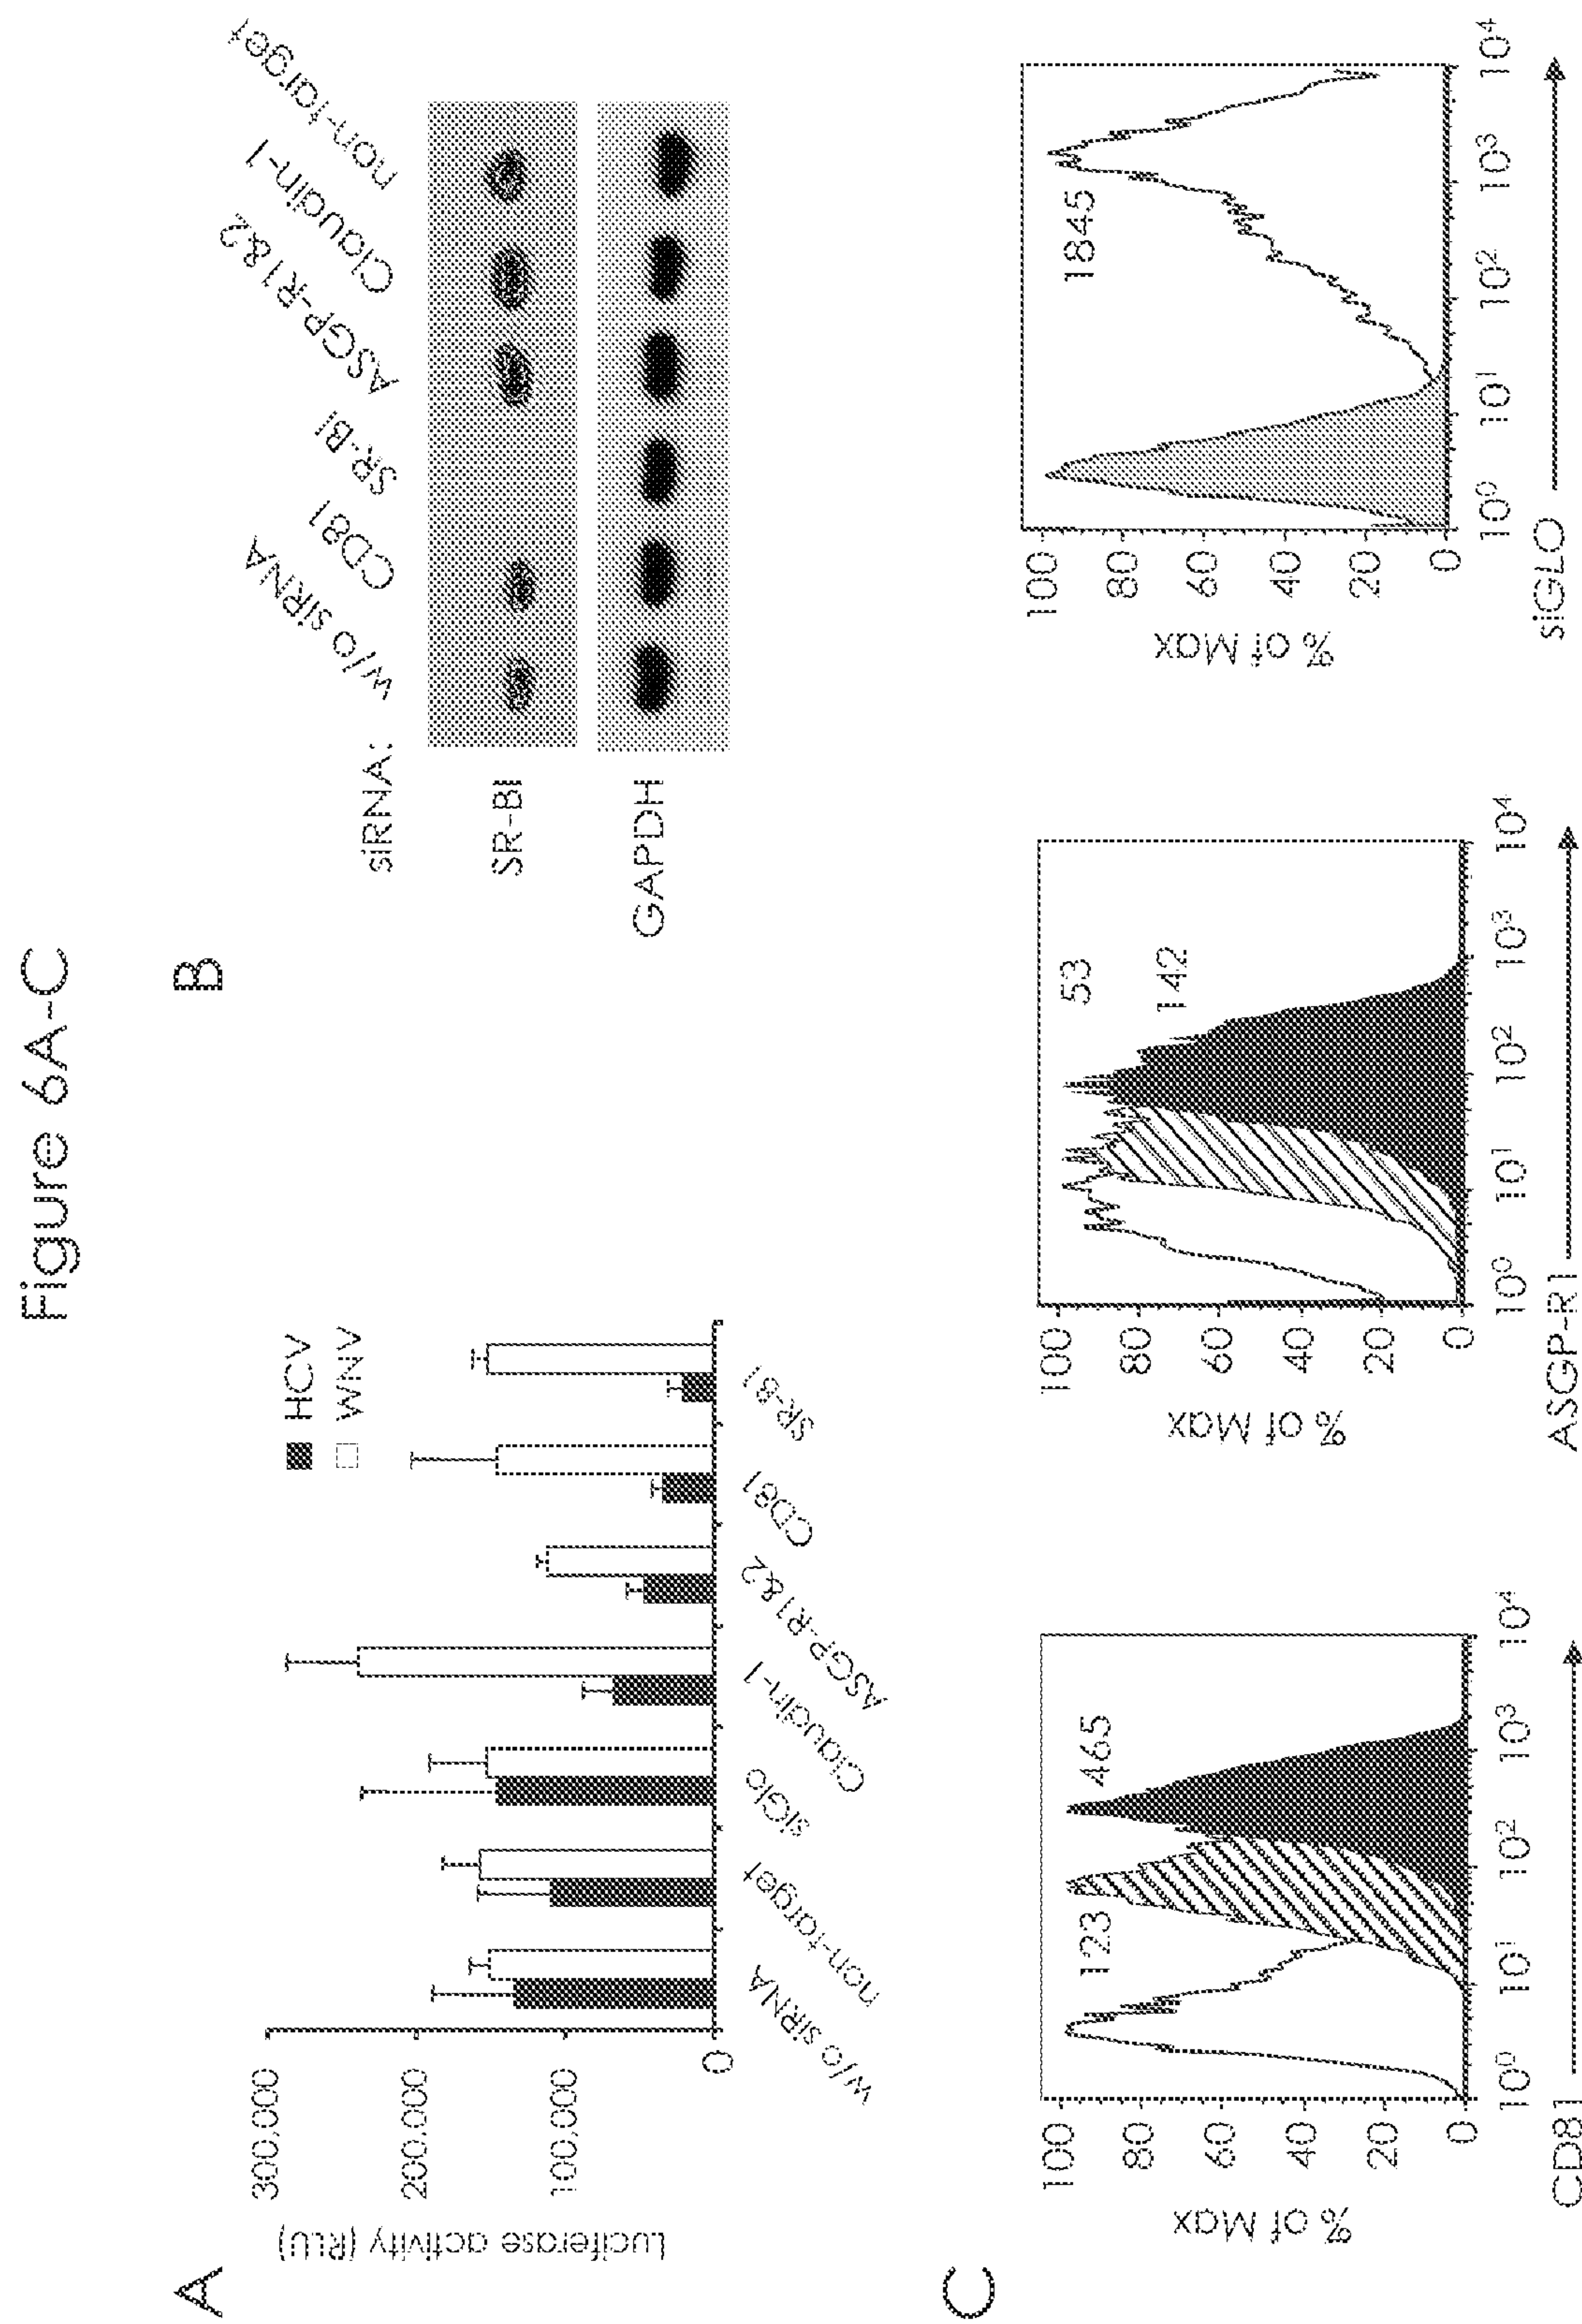 Figure 6A-C
A
Luciferase activity (RLU)
300,000
200,000
100,000
0
HCV
WNV
w/o siRNA
non-target
siGlo
Claudin-1
ASGP-R1&2
CD81
SR-B1
B
siRNA:
w/o siRNA
CD81
SR-BI
ASGP-R1&2
Claudin-1
non-target
SR-BI
GAPDH
C
% of Max
100
80
60
40
20
0
123
465
10⁰ 10¹ 10² 10³ 10⁴
CD81
% of Max
100
80
60
40
20
0
53
142
10⁰ 10¹ 10² 10³ 10⁴
ASGP-R1
% of Max
100
80
60
40
20
0
1845
10⁰ 10¹ 10² 10³ 10⁴
siGLO